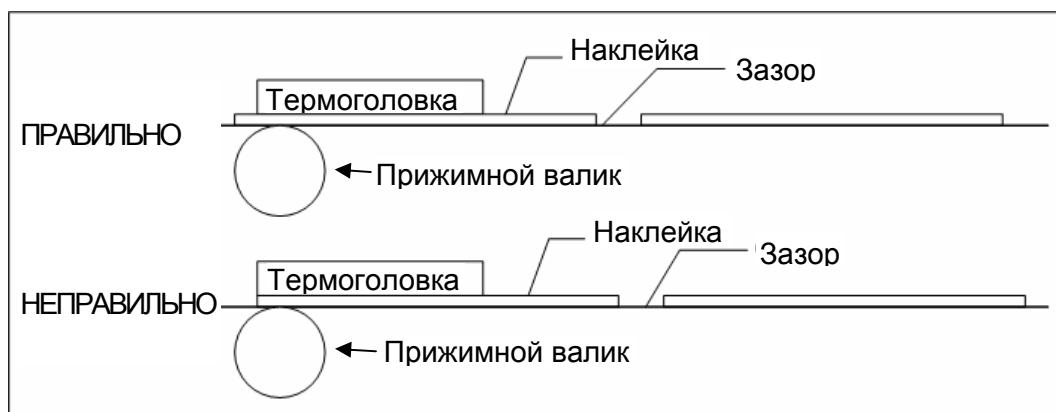 Наклейка
Зазор
Термоголовка
ПРАВИЛЬНО
Прижимной валик
Наклейка
Зазор
Термоголовка
НЕПРАВИЛЬНО
Прижимной валик